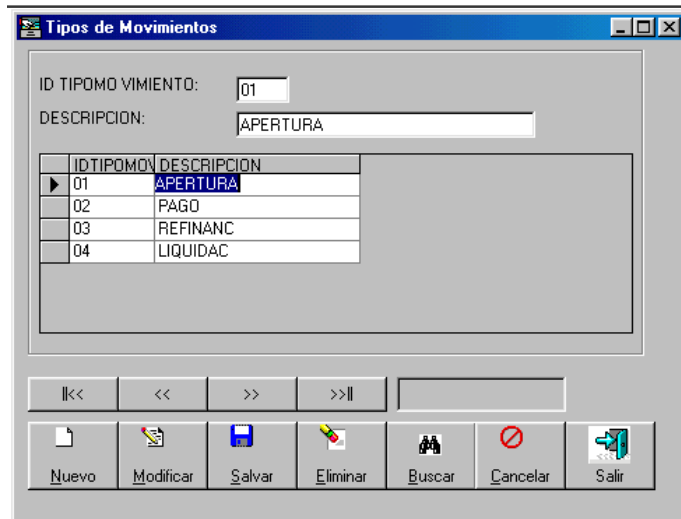 Tipos de Movimientos
ID TIPOMO VIMIENTO: 01
DESCRIPCION: APERTURA
IDTIPOMOV DESCRIPCION
01 APERTURA
02 PAGO
03 REFINANC
04 LIQUIDAC
||<< << >> >>||
Nuevo Modificar Salvar Eliminar Buscar Cancelar Salir